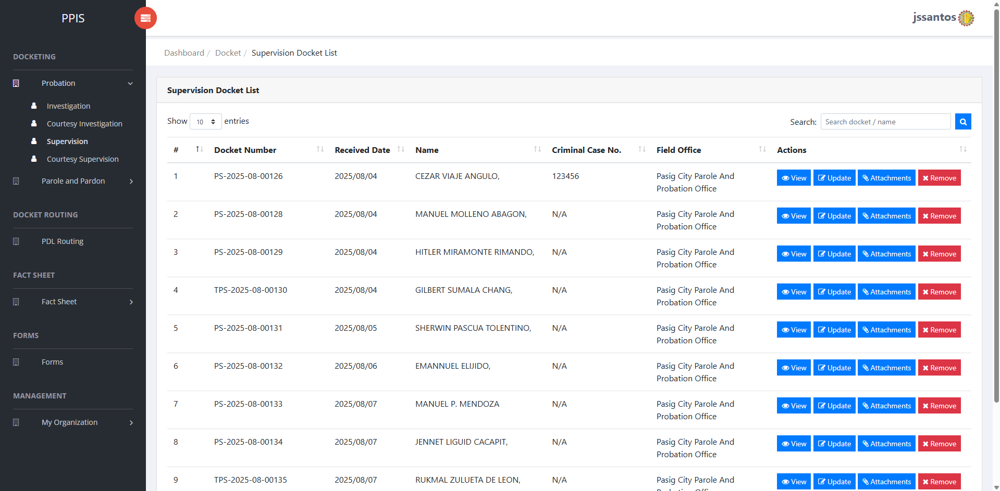 PPIS
jssantos
DOCKETING
Probation
Investigation
Courtesy Investigation
Supervision
Courtesy Supervision
Parole and Pardon
DOCKET ROUTING
PDL Routing
FACT SHEET
Fact Sheet
FORMS
Forms
MANAGEMENT
My Organization
Dashboard / Docket / Supervision Docket List
Supervision Docket List
Show 10 entries Search: Search docket / name
# Docket Number Received Date Name Criminal Case No. Field Office Actions
1 PS-2025-08-00126 2025/08/04 CEZAR VIAJE ANGULO, 123456 Pasig City Parole And View Update Attachments Remove
Probation Office
2 PS-2025-08-00128 2025/08/04 MANUEL MOLLENO ABAGON, N/A Pasig City Parole And View Update Attachments Remove
Probation Office
3 PS-2025-08-00129 2025/08/04 HITLER MIRAMONTE RIMANDO, N/A Pasig City Parole And View Update Attachments Remove
Probation Office
4 TPS-2025-08-00130 2025/08/04 GILBERT SUMALA CHANG, N/A Pasig City Parole And View Update Attachments Remove
Probation Office
5 PS-2025-08-00131 2025/08/05 SHERWIN PASCUA TOLENTINO, N/A Pasig City Parole And View Update Attachments Remove
Probation Office
6 PS-2025-08-00132 2025/08/06 EMANNUEL ELIJIDO, N/A Pasig City Parole And View Update Attachments Remove
Probation Office
7 PS-2025-08-00133 2025/08/07 MANUEL P. MENDOZA N/A Pasig City Parole And View Update Attachments Remove
Probation Office
8 PS-2025-08-00134 2025/08/07 JENNET LIGUID CACAPIT, N/A Pasig City Parole And View Update Attachments Remove
Probation Office
9 TPS-2025-08-00135 2025/08/07 RUKMAL ZULUETA DE LEON, N/A Pasig City Parole And View Update Attachments Remove